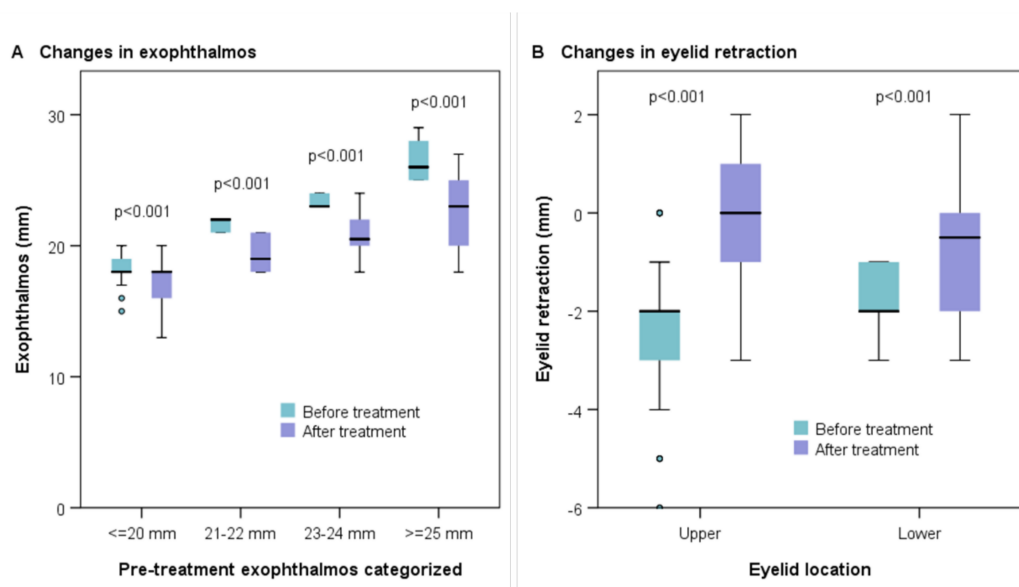 A Changes in exophthalmos
Exophthalmos (mm)
30
20
10
0
p<0.001
p<0.001
p<0.001
p<0.001
Before treatment
After treatment
<=20 mm 21-22 mm 23-24 mm >=25 mm
Pre-treatment exophthalmos categorized
B Changes in eyelid retraction
Eyelid retraction (mm)
2
0
-2
-4
-6
p<0.001 p<0.001
Before treatment
After treatment
Upper Lower
Eyelid location